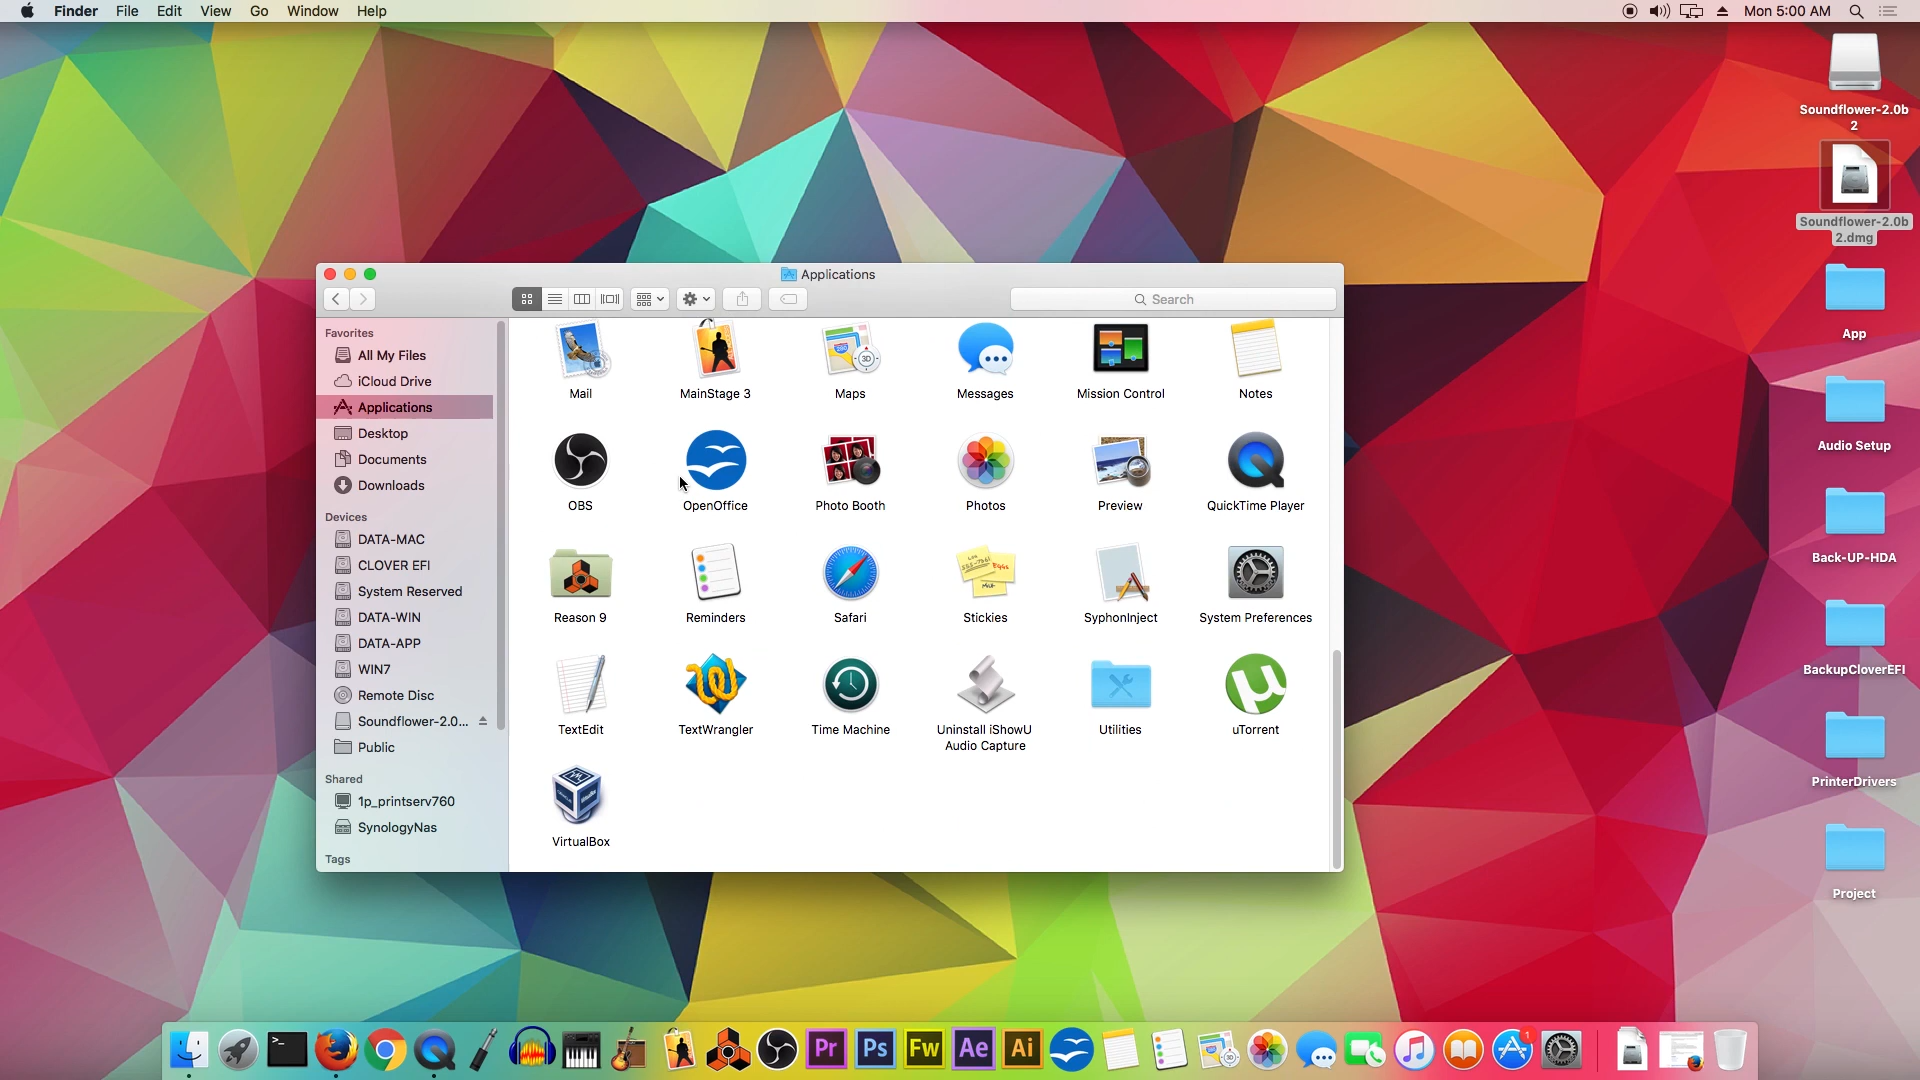 Finder File Edit View Go Window Help
Mon 5:00 AM
Soundflower-2.0b
2
Soundflower-2.0b
2.dmg
App
Audio Setup
Back-UP-HDA
BackupCloverEFI
PrinterDrivers
Project
Applications
Search
Favorites
All My Files
iCloud Drive
Applications
Desktop
Documents
Downloads
Devices
DATA-MAC
CLOVER EFI
System Reserved
DATA-WIN
DATA-APP
WIN7
Remote Disc
Soundflower-2.0...
Public
Shared
1p_printserv760
SynologyNas
Tags
Mail MainStage 3 Maps Messages Mission Control Notes
OBS OpenOffice Photo Booth Photos Preview QuickTime Player
Reason 9 Reminders Safari Stickies SyphonInject System Preferences
TextEdit TextWrangler Time Machine Uninstall iShowU Utilities uTorrent
Audio Capture
VirtualBox
>_ Pr Ps Fw Ae Ai 1